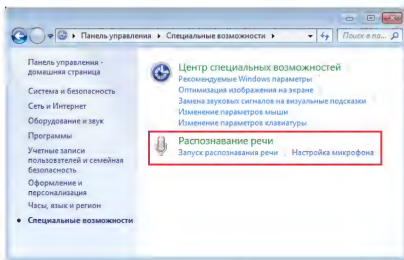 Панель управления ▸ Специальные возможности ▸
Поиск в па...
Панель управления - домашняя страница
Система и безопасность
Сеть и Интернет
Оборудование и звук
Программы
Учетные записи
пользователей и семейная
безопасность
Оформление и
персонализация
Часы, язык и регион
Специальные возможности
Центр специальных возможностей
Рекомендуемые Windows параметры
Оптимизация изображения на экране
Замена звуковых сигналов на визуальные подсказки
Изменение параметров мыши
Изменение параметров клавиатуры
Распознавание речи
Запуск распознавания речи
Настройка микрофона